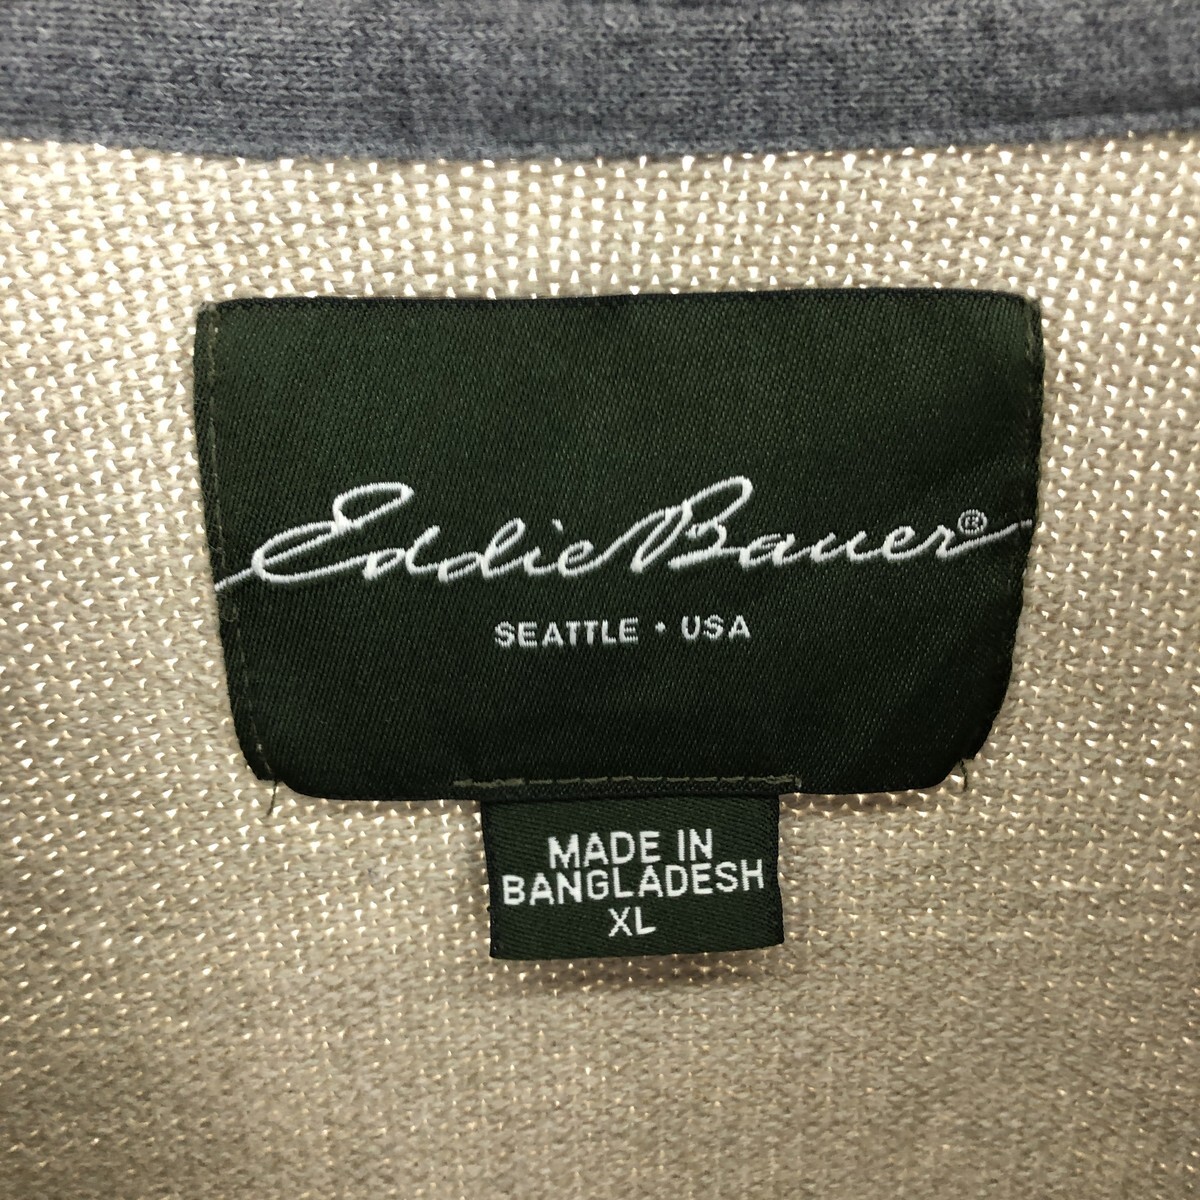 Eddie Bauer®
SEATTLE • USA
MADE IN
BANGLADESH
XL